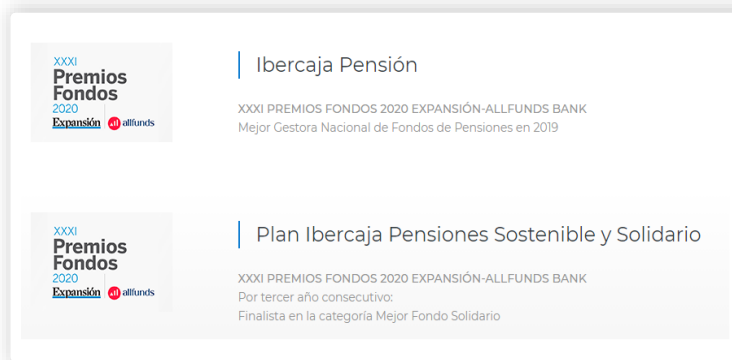 XXXI
Premios
Fondos
2020
Expansión allfunds
Ibercaja Pensión
XXXI PREMIOS FONDOS 2020 EXPANSIÓN-ALLFUNDS BANK
Mejor Gestora Nacional de Fondos de Pensiones en 2019
XXXI
Premios
Fondos
2020
Expansión allfunds
Plan Ibercaja Pensiones Sostenible y Solidario
XXXI PREMIOS FONDOS 2020 EXPANSIÓN-ALLFUNDS BANK
Por tercer año consecutivo:
Finalista en la categoría Mejor Fondo Solidario